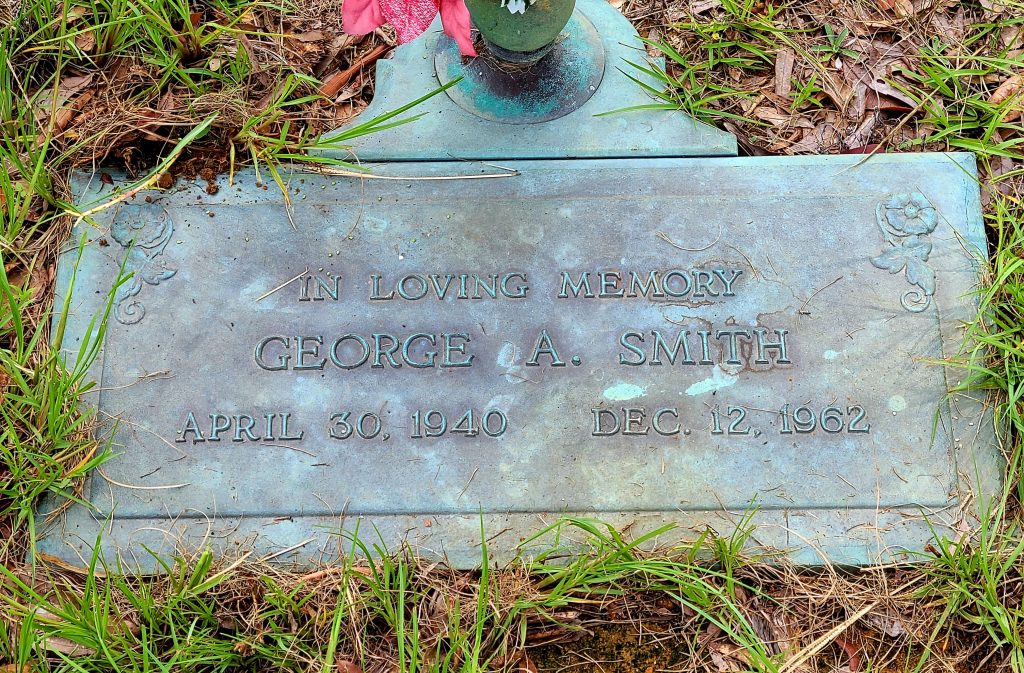 IN LOVING MEMORY
GEORGE A. SMITH
APRIL 30, 1940 DEC. 12, 1962